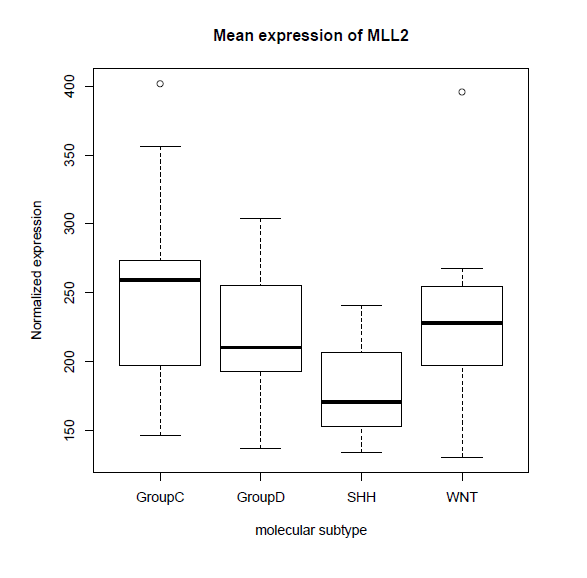 Mean expression of MLL2
Normalized expression
400
350
300
250
200
150
GroupC
GroupD
SHH
WNT
molecular subtype